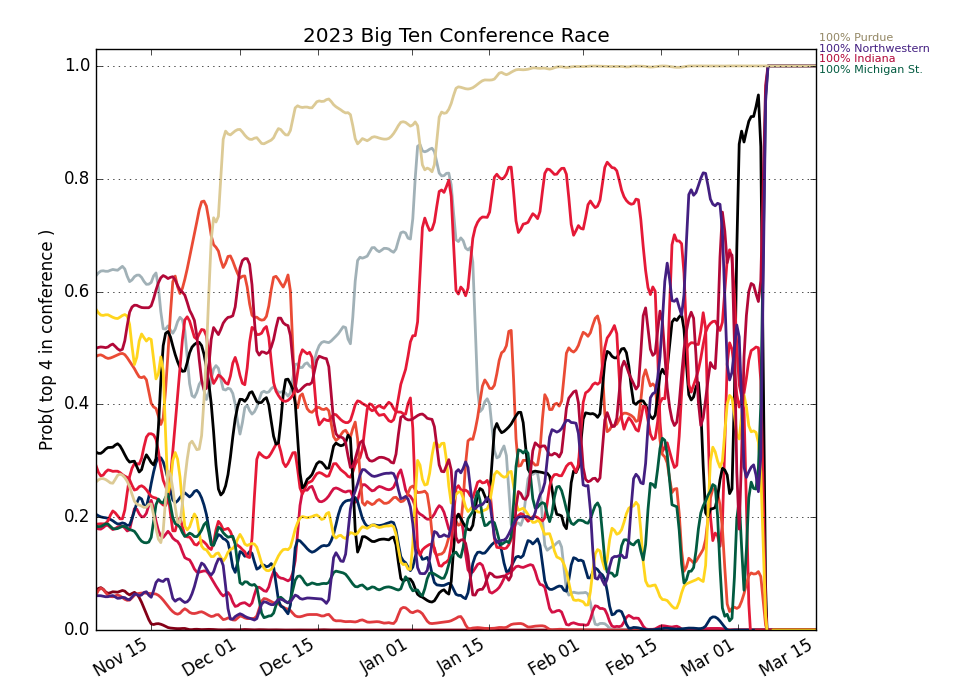 2023 Big Ten Conference Race
100% Purdue
100% Northwestern
100% Indiana
100% Michigan St.
Prob( top 4 in conference )
1.0
0.8
0.6
0.4
0.2
0.0
Nov 15
Dec 01
Dec 15
Jan 01
Jan 15
Feb 01
Feb 15
Mar 01
Mar 15